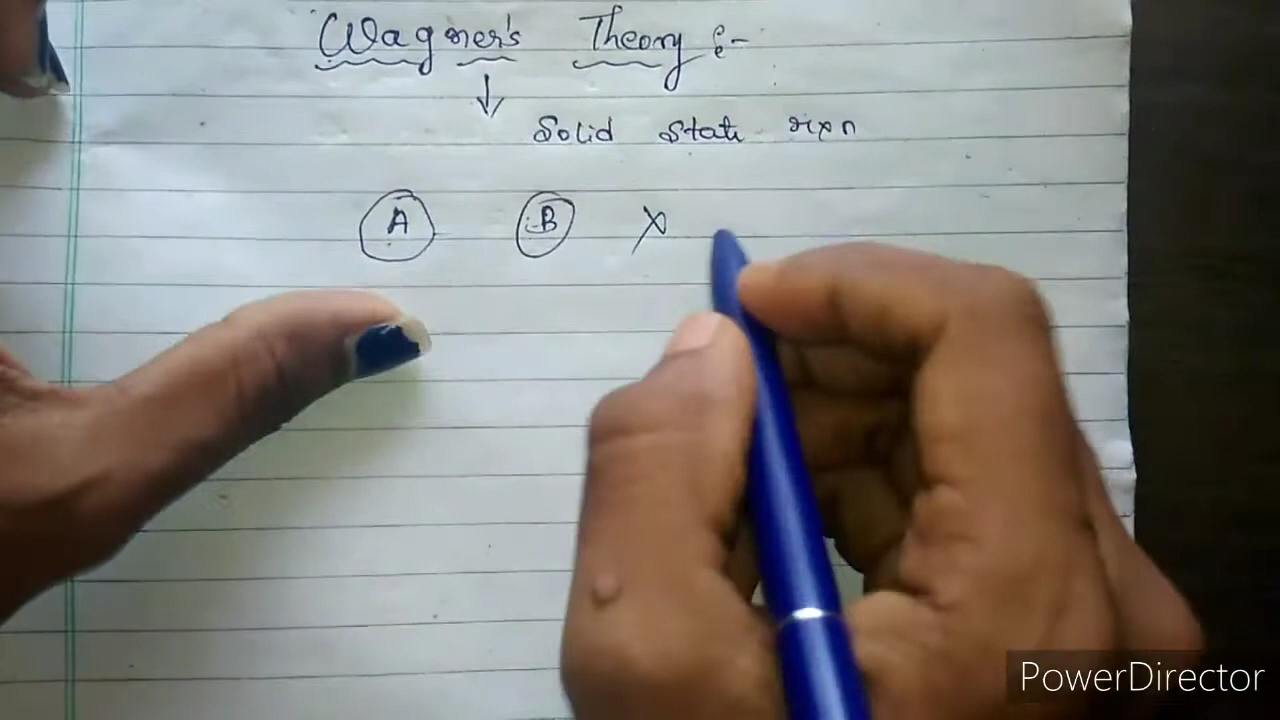 Wagner's Theory :-
Solid State rxn
A B X
PowerDirector